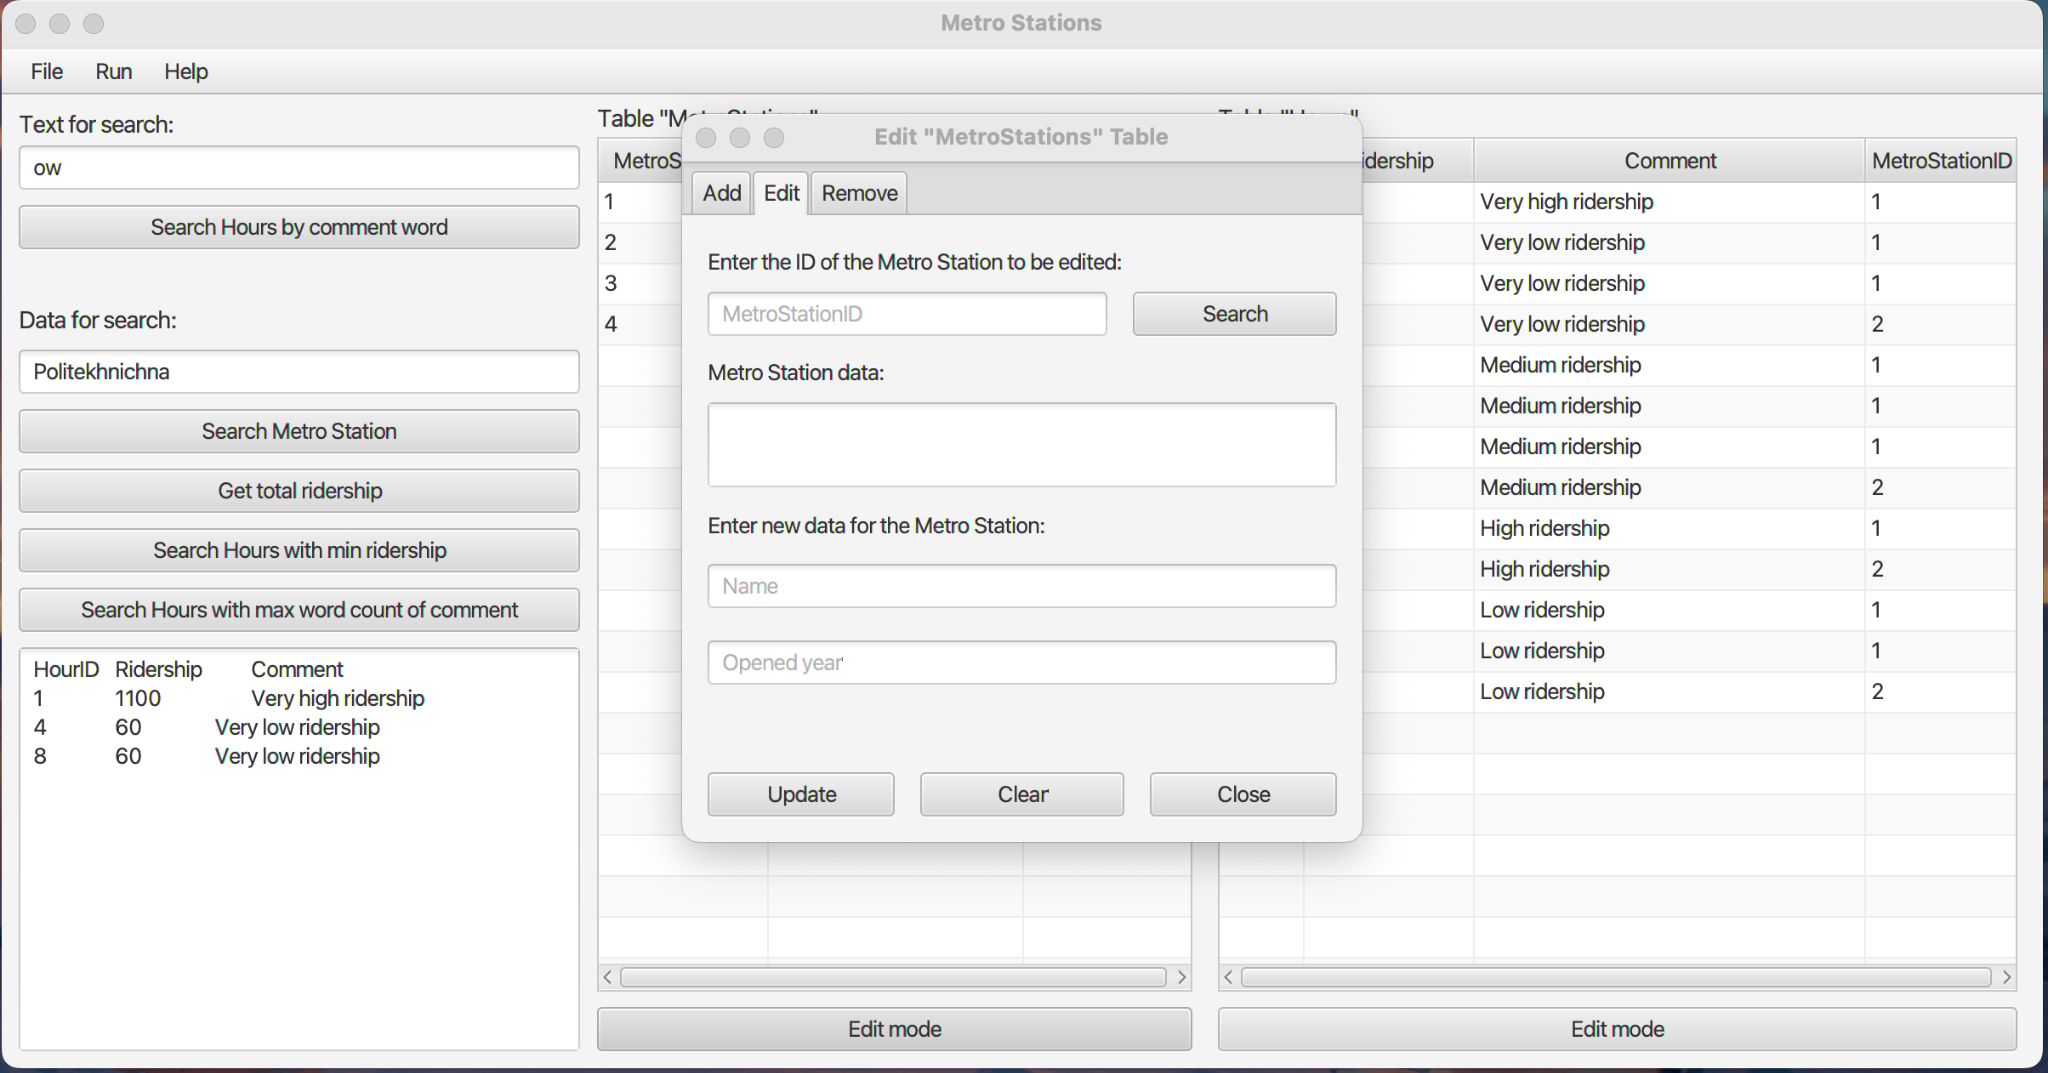 Metro Stations
File Run Help
Text for search:
ow
Search Hours by comment word
Data for search:
Politekhnichna
Search Metro Station
Get total ridership
Search Hours with min ridership
Search Hours with max word count of comment
HourID Ridership Comment
1 1100 Very high ridership
4 60 Very low ridership
8 60 Very low ridership
Table
1
2
3
4
Edit mode
Edit "MetroStations" Table
Add Edit Remove
Enter the ID of the Metro Station to be edited:
MetroStationID
Search
Metro Station data:
Enter new data for the Metro Station:
Name
Opened year
Update Clear Close
Comment MetroStationID
Very high ridership 1
Very low ridership 1
Very low ridership 1
Very low ridership 2
Medium ridership 1
Medium ridership 1
Medium ridership 1
Medium ridership 2
High ridership 1
High ridership 2
Low ridership 1
Low ridership 1
Low ridership 2
Edit mode